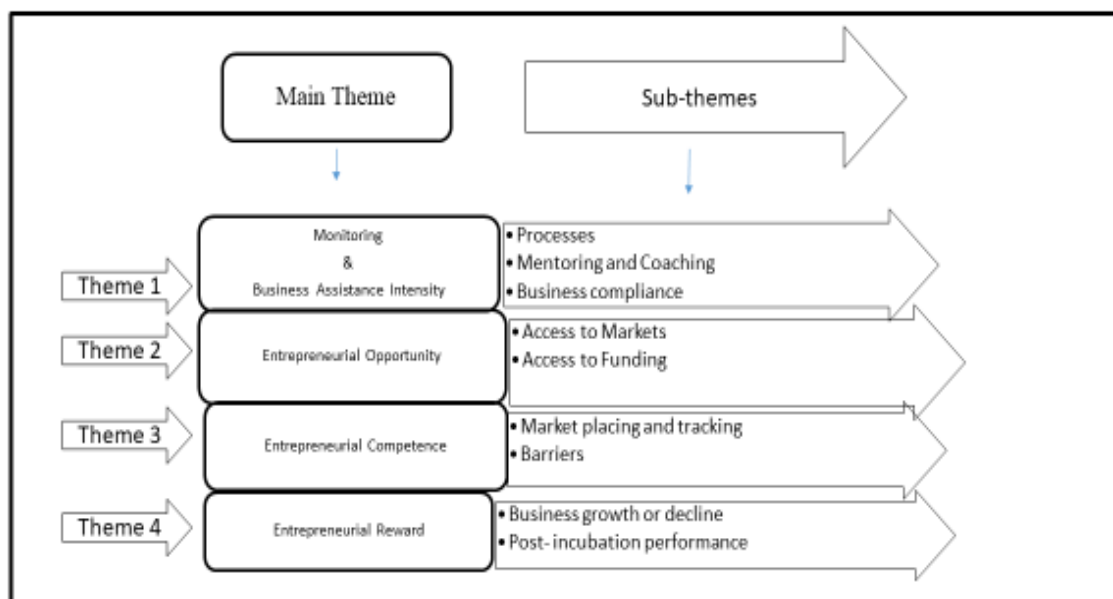 Main Theme
Sub-themes
Theme 1
Monitoring
&
Business Assistance Intensity
• Processes
• Mentoring and Coaching
• Business compliance
Theme 2
Entrepreneurial Opportunity
• Access to Markets
• Access to Funding
Theme 3
Entrepreneurial Competence
• Market placing and tracking
• Barriers
Theme 4
Entrepreneurial Reward
• Business growth or decline
• Post- incubation performance